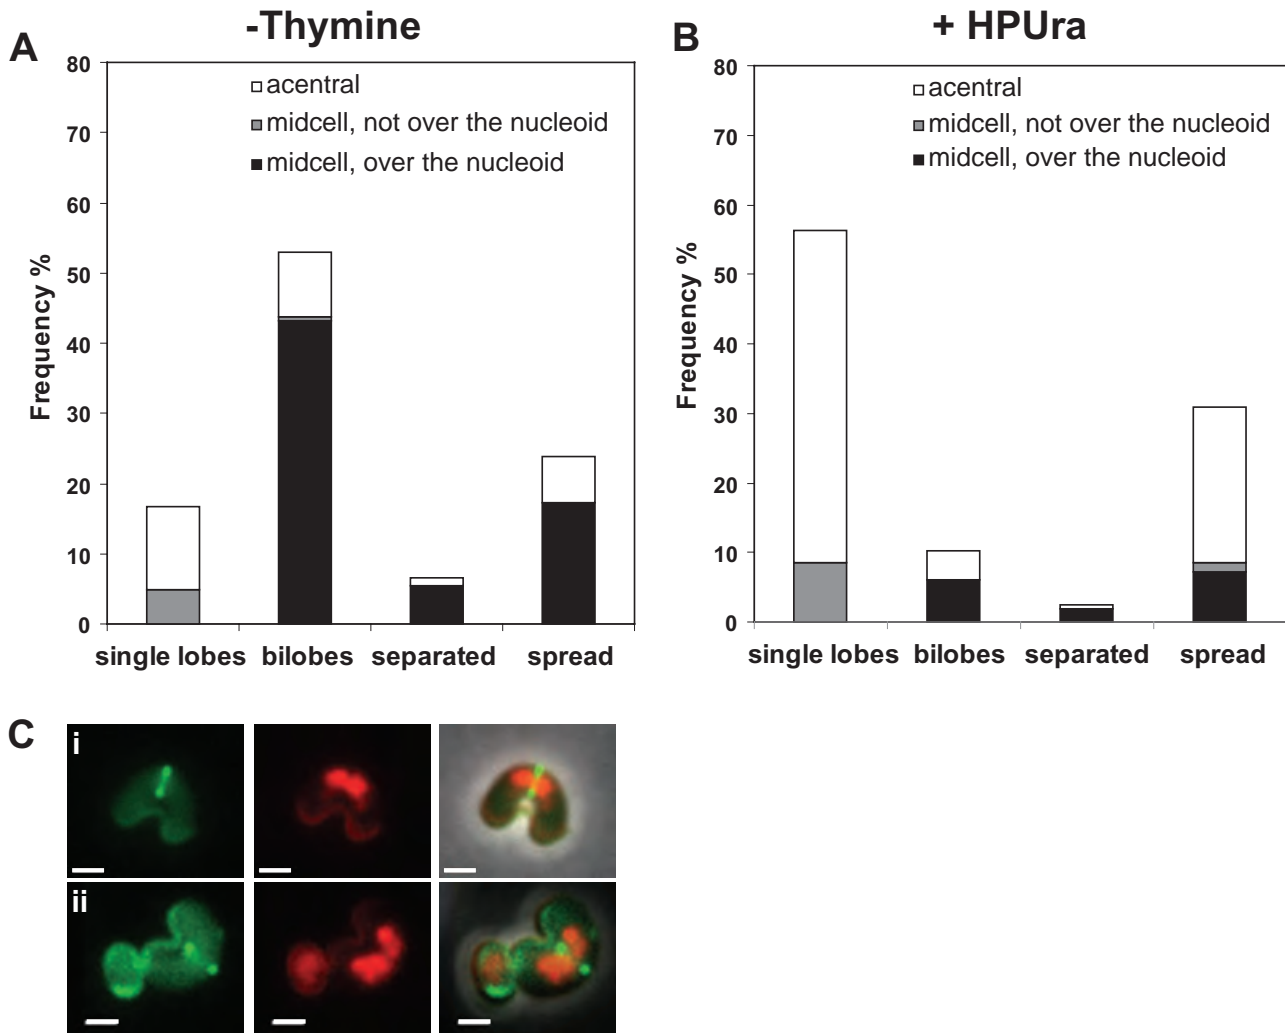 A
-Thymine
80
70
60
50
40
30
20
10
0
Frequency %
acentral
midcell, not over the nucleoid
midcell, over the nucleoid
single lobes bilobes separated spread
B
+ HPUra
80
70
60
50
40
30
20
10
0
Frequency %
acentral
midcell, not over the nucleoid
midcell, over the nucleoid
single lobes bilobes separated spread
C
i
ii